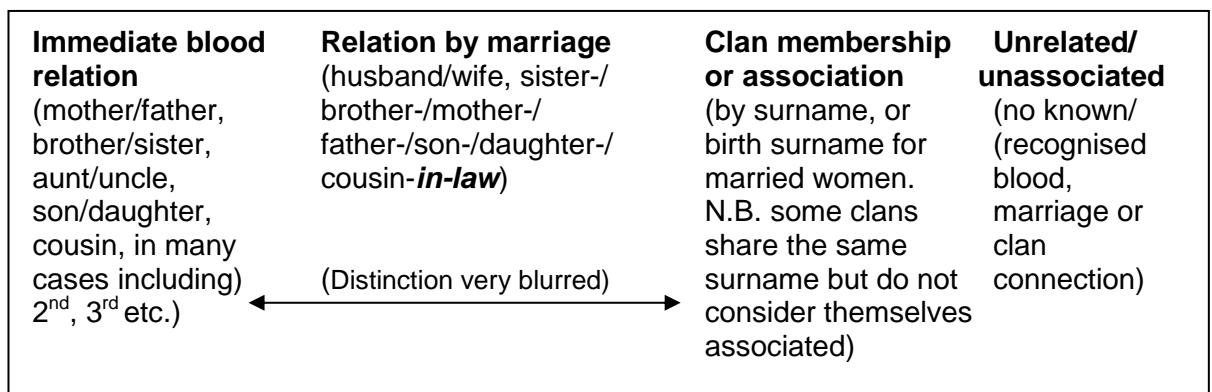 Immediate blood
relation
(mother/father,
brother/sister,
aunt/uncle,
son/daughter,
cousin, in many
cases including)
2nd, 3rd etc.)
Relation by marriage
(husband/wife, sister-/
brother-/mother-/
father-/son-/daughter-/
cousin-in-law)
(Distinction very blurred)
Clan membership
or association
(by surname, or
birth surname for
married women.
N.B. some clans
share the same
surname but do not
consider themselves
associated)
Unrelated/
unassociated
(no known/
(recognised
blood,
marriage or
clan
connection)